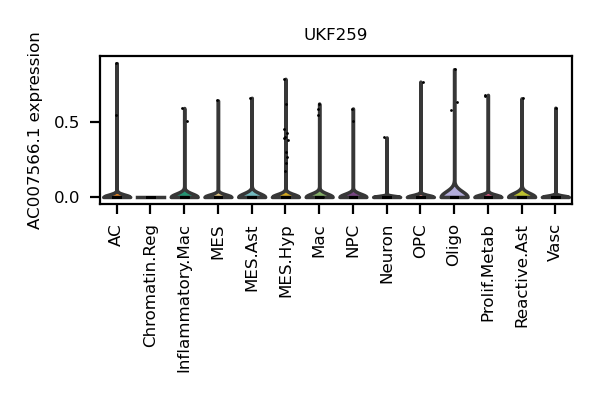 UKF259
AC007566.1 expression
0.5
0.0
AC
Chromatin.Reg
Inflammatory.Mac
MES
MES.Ast
MES.Hyp
Mac
NPC
Neuron
OPC
Oligo
Prolif.Metab
Reactive.Ast
Vasc